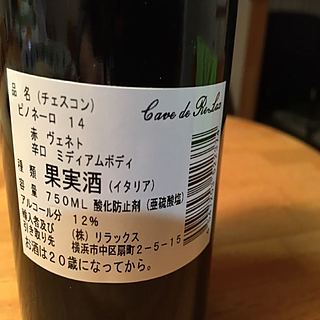 品 名 (チェスコン)
ピノネーロ 14
赤 ヴェネト
辛口 ミディアムボディ
種 類 果実酒 (イタリア)
容 量 750ML 酸化防止剤 (亜硫酸塩)
アルコール分 12%
輸入者及び
引き取り先 (株) リラックス
横浜市中区扇町2-5-15
お酒は20歳になってから。
Cave de Re-Lax